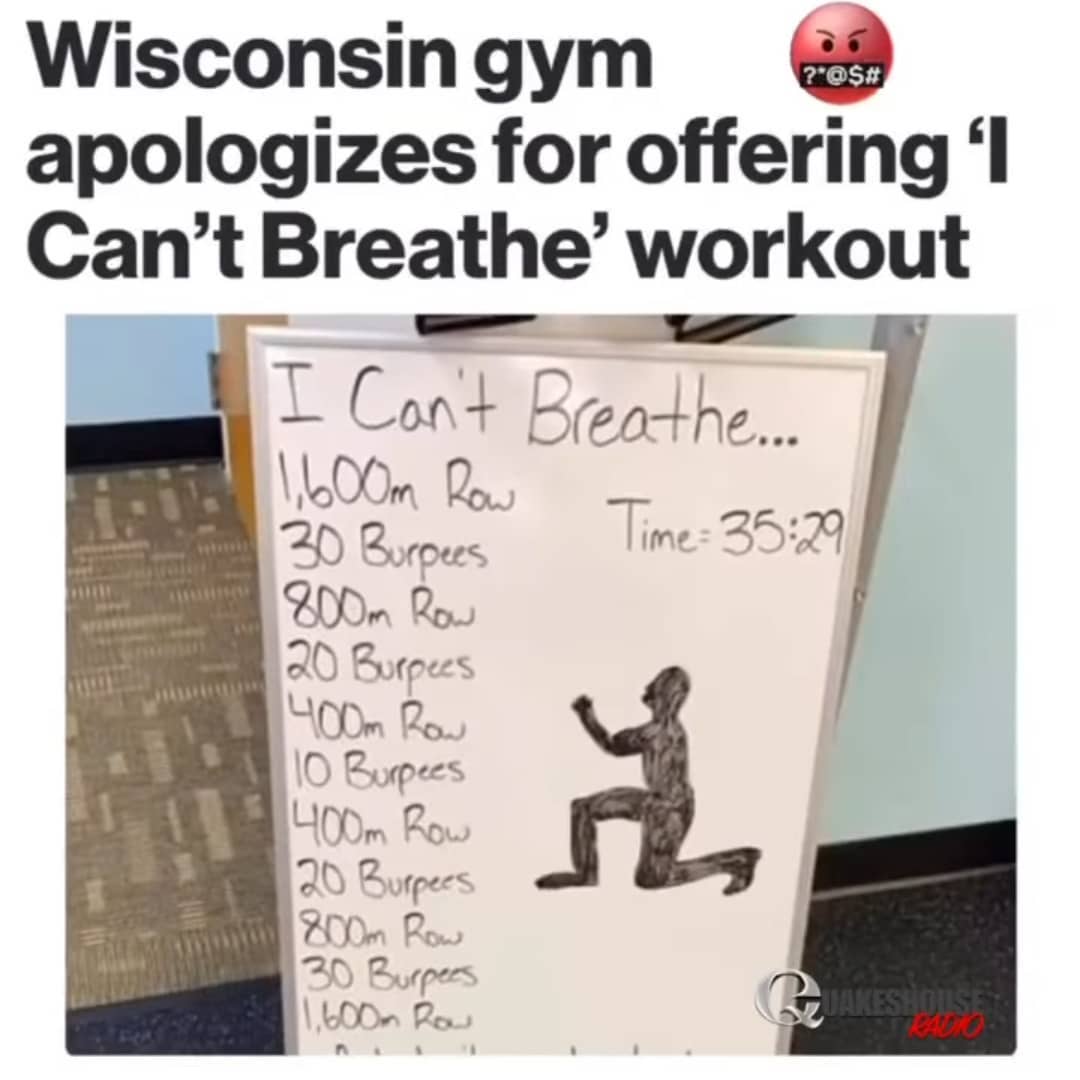 Wisconsin gym
?*@$#
apologizes for offering ‘I
Can’t Breathe’ workout
I Can't Breathe...
1,600m Row
Time= 35:29
30 Burpees
800m Row
20 Burpees
400m Row
10 Burpees
400m Row
20 Burpees
800m Row
30 Burpees
1,600m Row
QUAKESHOUSE
RADIO